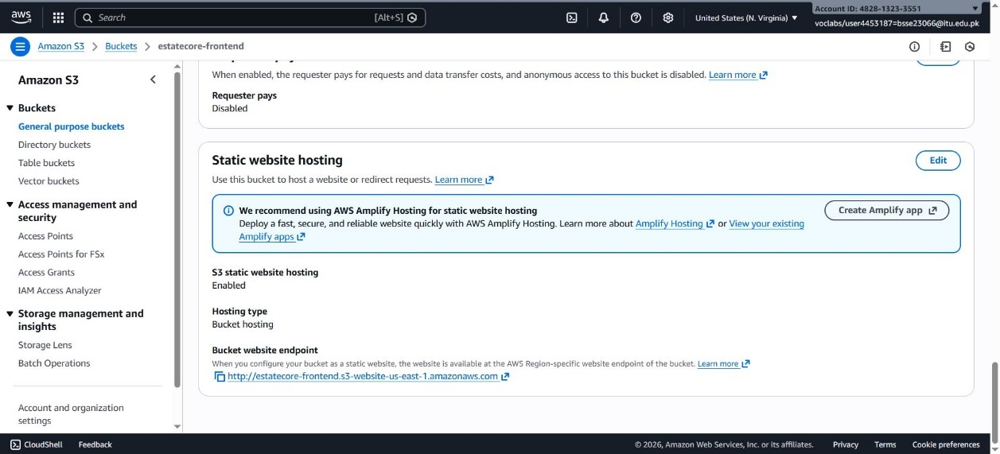 aws
Search
[Alt+S]
United States (N. Virginia)
Account ID: 4828-1323-3551
voclabs/user4453187=bsse23066@itu.edu.pk
Amazon S3
Buckets
estatecore-frontend
Amazon S3
Buckets
General purpose buckets
Directory buckets
Table buckets
Vector buckets
Access management and
security
Access Points
Access Points for FSx
Access Grants
IAM Access Analyzer
Storage management and
insights
Storage Lens
Batch Operations
Account and organization
settings
When enabled, the requester pays for requests and data transfer costs, and anonymous access to this bucket is disabled. Learn more
Requester pays
Disabled
Static website hosting
Edit
Use this bucket to host a website or redirect requests. Learn more
We recommend using AWS Amplify Hosting for static website hosting
Deploy a fast, secure, and reliable website quickly with AWS Amplify Hosting. Learn more about Amplify Hosting or View your existing
Amplify apps
Create Amplify app
S3 static website hosting
Enabled
Hosting type
Bucket hosting
Bucket website endpoint
When you configure your bucket as a static website, the website is available at the AWS Region-specific website endpoint of the bucket. Learn more
http://estatecore-frontend.s3-website-us-east-1.amazonaws.com
CloudShell
Feedback
© 2026, Amazon Web Services, Inc. or its affiliates.
Privacy
Terms
Cookie preferences